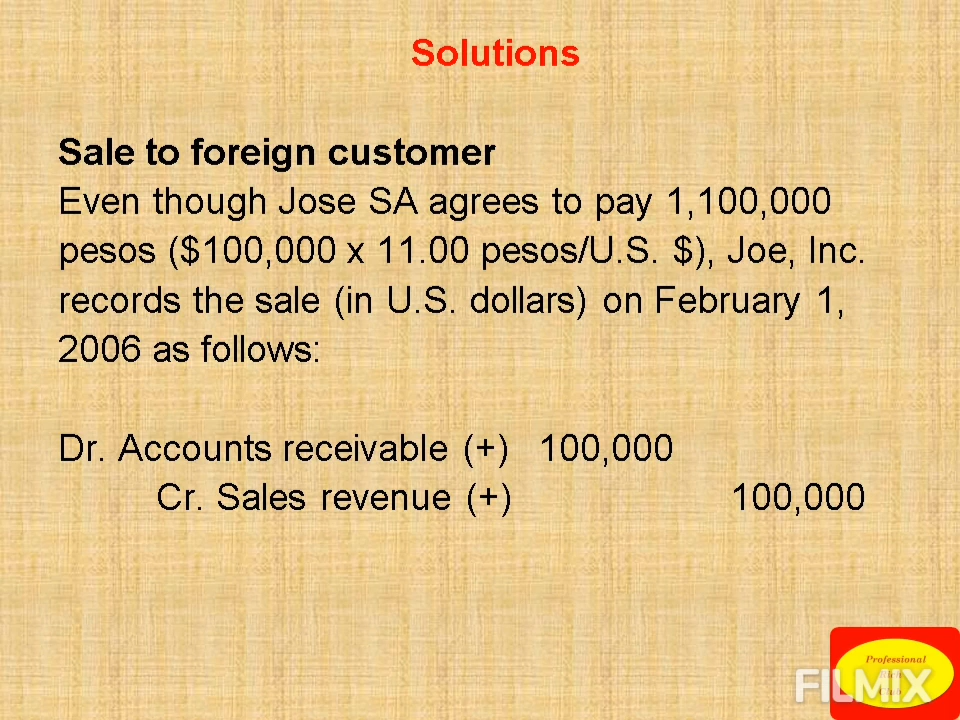 Solutions
Sale to foreign customer
Even though Jose SA agrees to pay 1,100,000
pesos ($100,000 x 11.00 pesos/U.S. $), Joe, Inc.
records the sale (in U.S. dollars) on February 1,
2006 as follows:
Dr. Accounts receivable (+) 100,000
Cr. Sales revenue (+) 100,000
Professional
FILMIX
Club